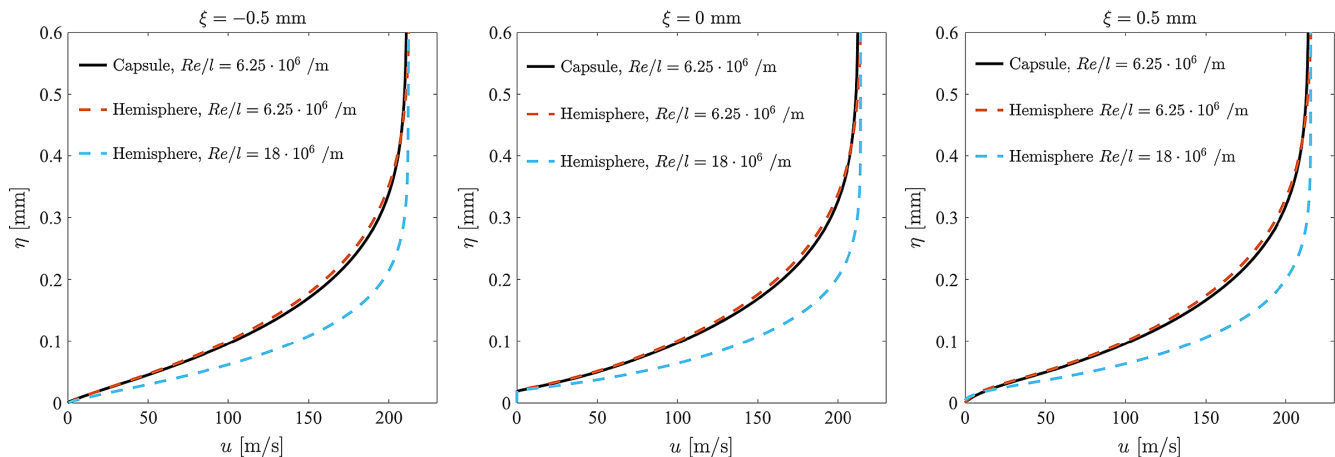 ξ = −0.5 mm
0.6
0.5
0.4
0.3
0.2
0.1
0
η [mm]
Capsule, Re/l = 6.25 · 10⁶ /m
Hemisphere, Re/l = 6.25 · 10⁶ /m
Hemisphere, Re/l = 18 · 10⁶ /m
0 50 100 150 200
u [m/s]
ξ = 0 mm
0.6
0.5
0.4
0.3
0.2
0.1
0
η [mm]
Capsule, Re/l = 6.25 · 10⁶ /m
Hemisphere, Re/l = 6.25 · 10⁶ /m
Hemisphere, Re/l = 18 · 10⁶ /m
0 50 100 150 200
u [m/s]
ξ = 0.5 mm
0.6
0.5
0.4
0.3
0.2
0.1
0
η [mm]
Capsule, Re/l = 6.25 · 10⁶ /m
Hemisphere Re/l = 6.25 · 10⁶ /m
Hemisphere Re/l = 18 · 10⁶ /m
0 50 100 150 200
u [m/s]